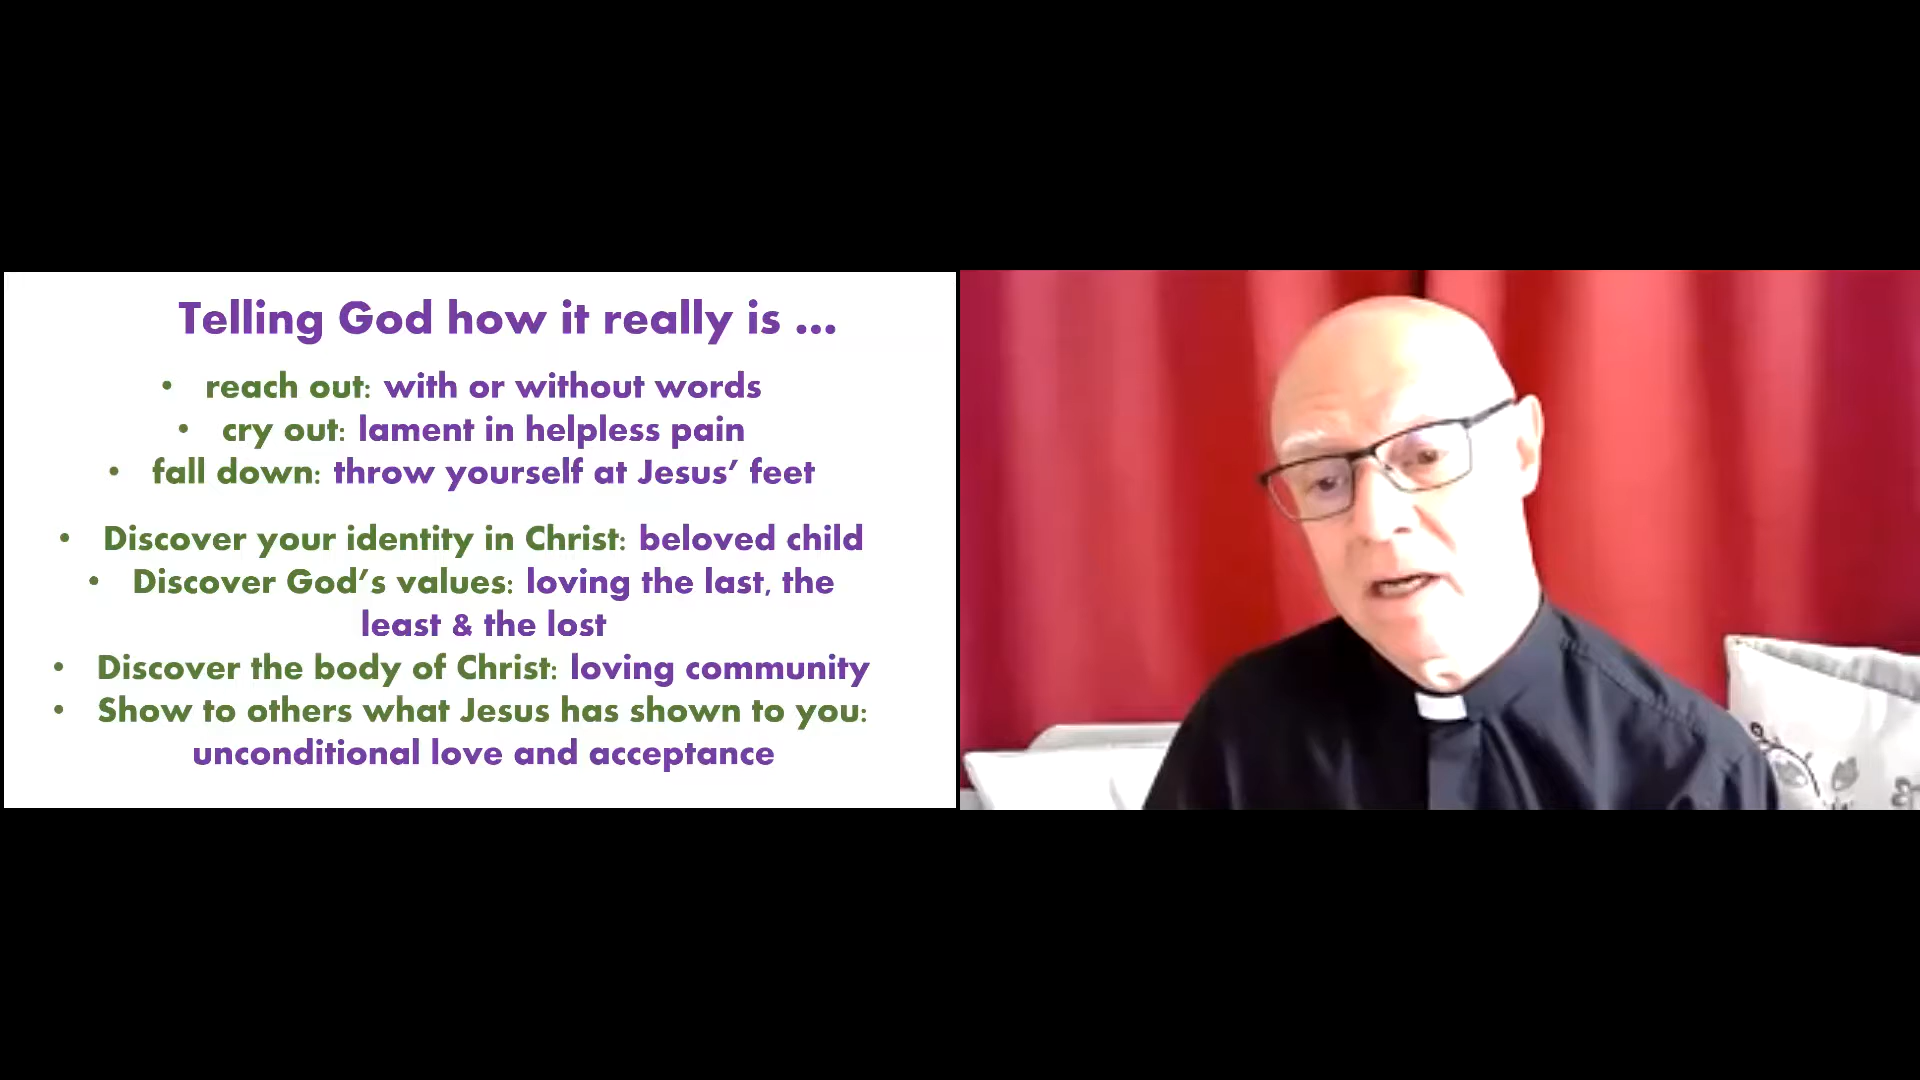 Telling God how it really is ...
• reach out: with or without words
• cry out: lament in helpless pain
• fall down: throw yourself at Jesus’ feet
• Discover your identity in Christ: beloved child
• Discover God’s values: loving the last, the
least & the lost
• Discover the body of Christ: loving community
• Show to others what Jesus has shown to you:
unconditional love and acceptance